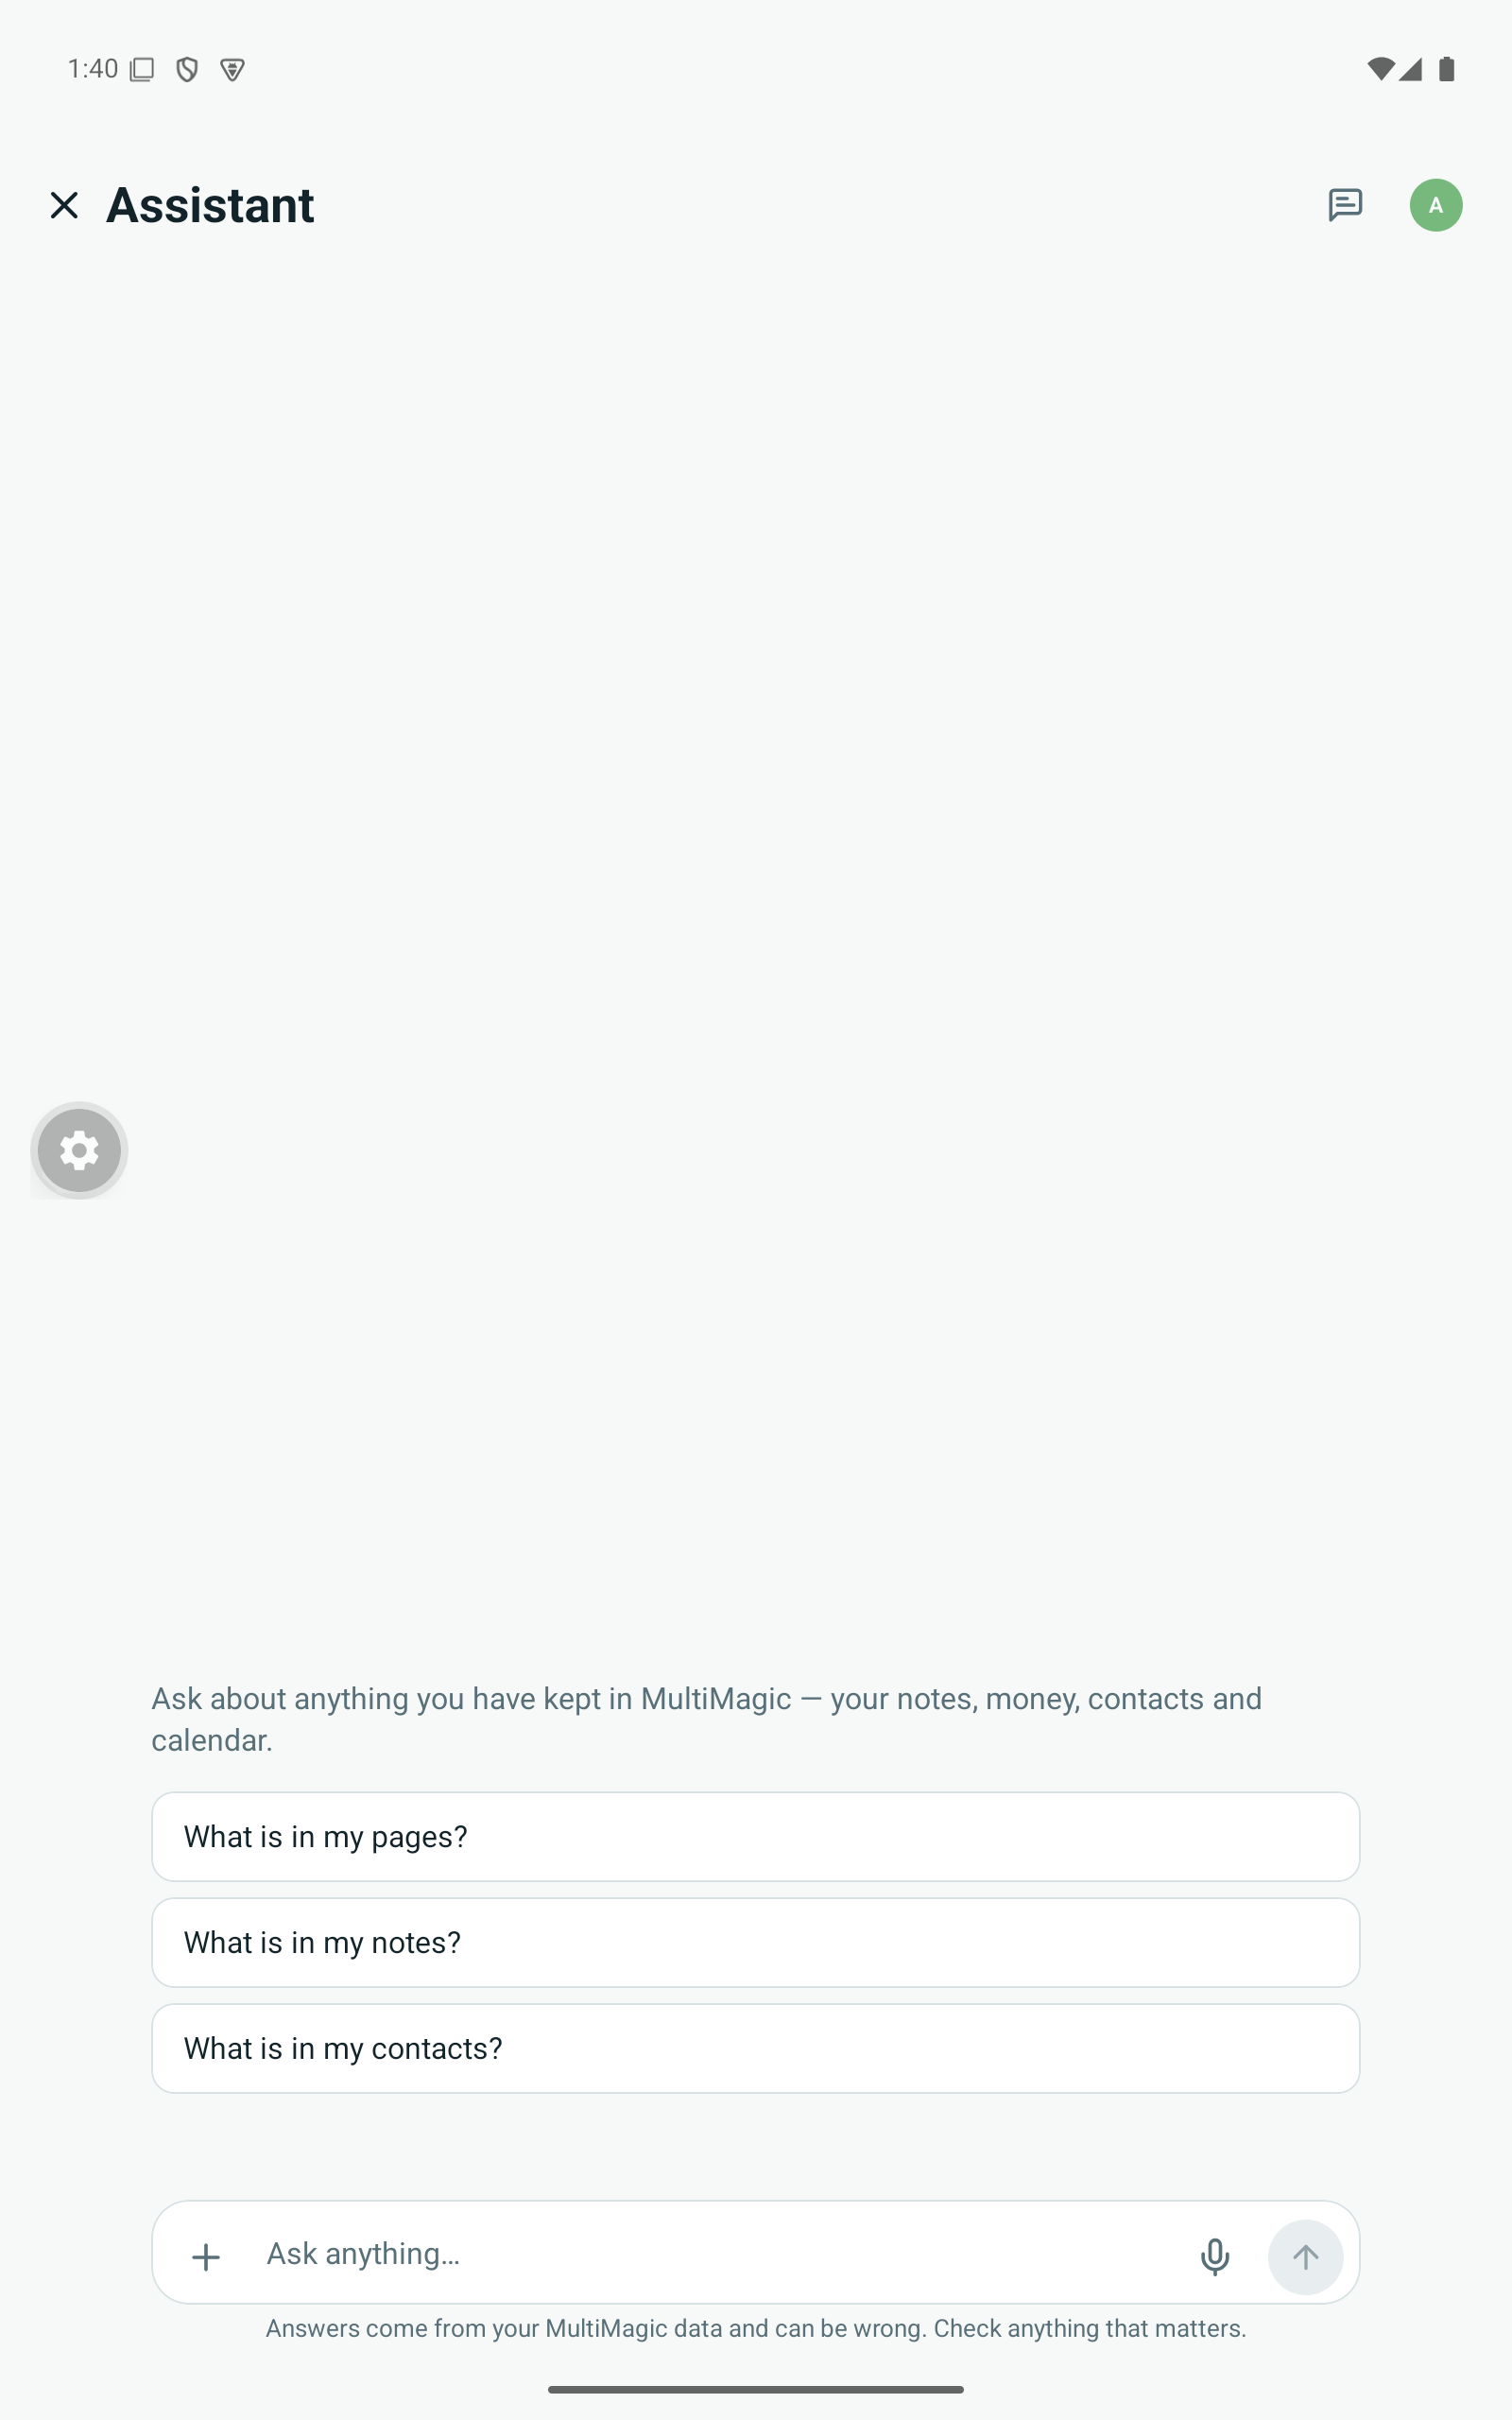 1:40
Assistant
A
Ask about anything you have kept in MultiMagic — your notes, money, contacts and
calendar.
What is in my pages?
What is in my notes?
What is in my contacts?
Ask anything...
Answers come from your MultiMagic data and can be wrong. Check anything that matters.